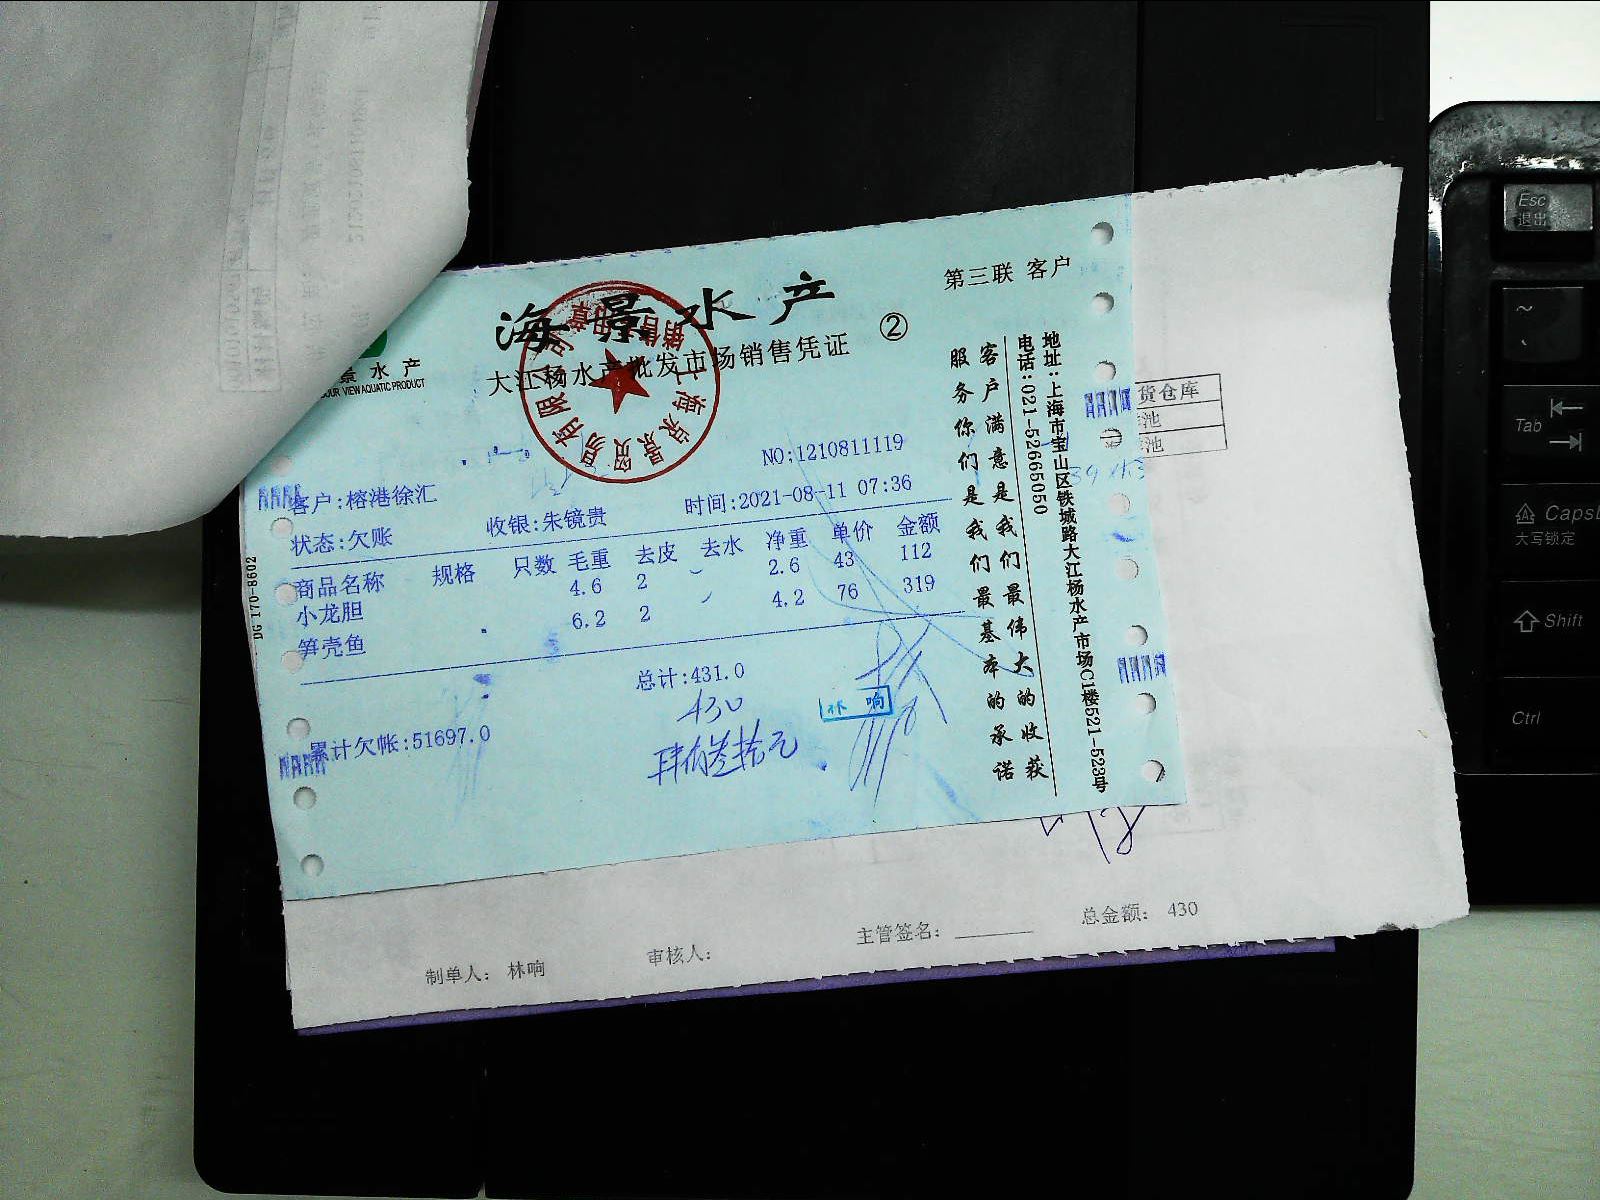 海景水产
大江杨水产批发市场销售凭证 ②
第三联 客户
景水产
OUR VIEW AQUATIC PRODUCT
NO:1210811119
客户:榕港徐汇
时间:2021-08-11 07:36
状态:欠账 收银:朱镜贵
商品名称 规格 只数 毛重 去皮 去水 净重 单价 金额
小龙胆 4.6 2 2.6 43 112
笋壳鱼 6.2 2 4.2 76 319
总计:431.0
430
肆佰叁拾元
林响
累计欠帐:51697.0
DG 170-8602
服务你们是我们最基本的承诺
客户满意是我们最伟大的收获
电话:021-52665050
地址:上海市宝山区铁城路大江杨水产市场C1楼521-523号
货仓库
池
池
制单人: 林响
审核人:
主管签名:
总金额: 430
Esc
退出
~
Tab
Caps
大写锁定
Shift
Ctrl